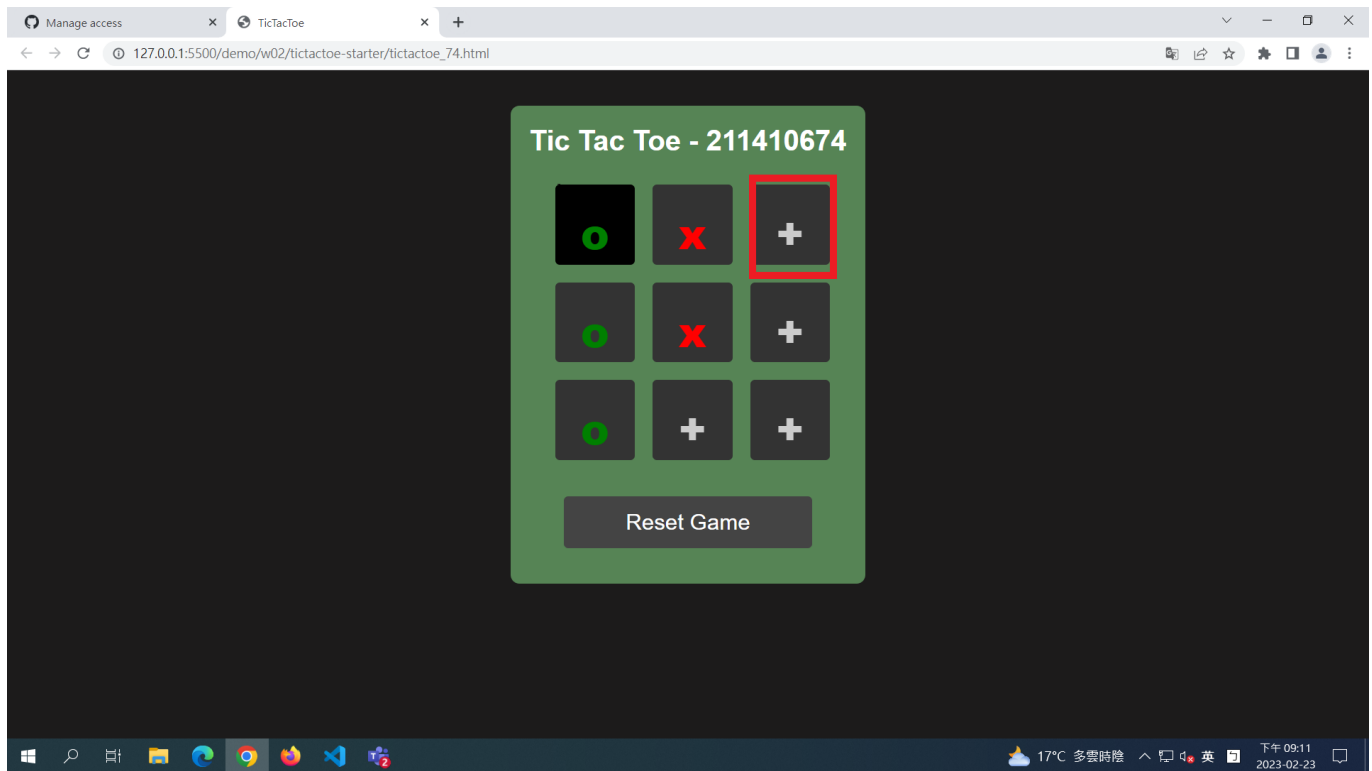 Manage access
TicTacToe
127.0.0.1:5500/demo/w02/tictactoe-starter/tictactoe_74.html
Tic Tac Toe - 211410674
o x +
o x +
o + +
Reset Game
17°C 多雲時陰 英 下午 09:11
2023-02-23
2